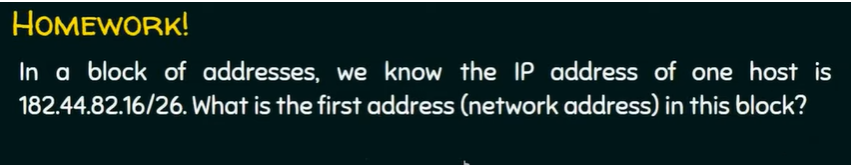 HOMEWORK!
In a block of addresses, we know the IP address of one host is
182.44.82.16/26. What is the first address (network address) in this block?